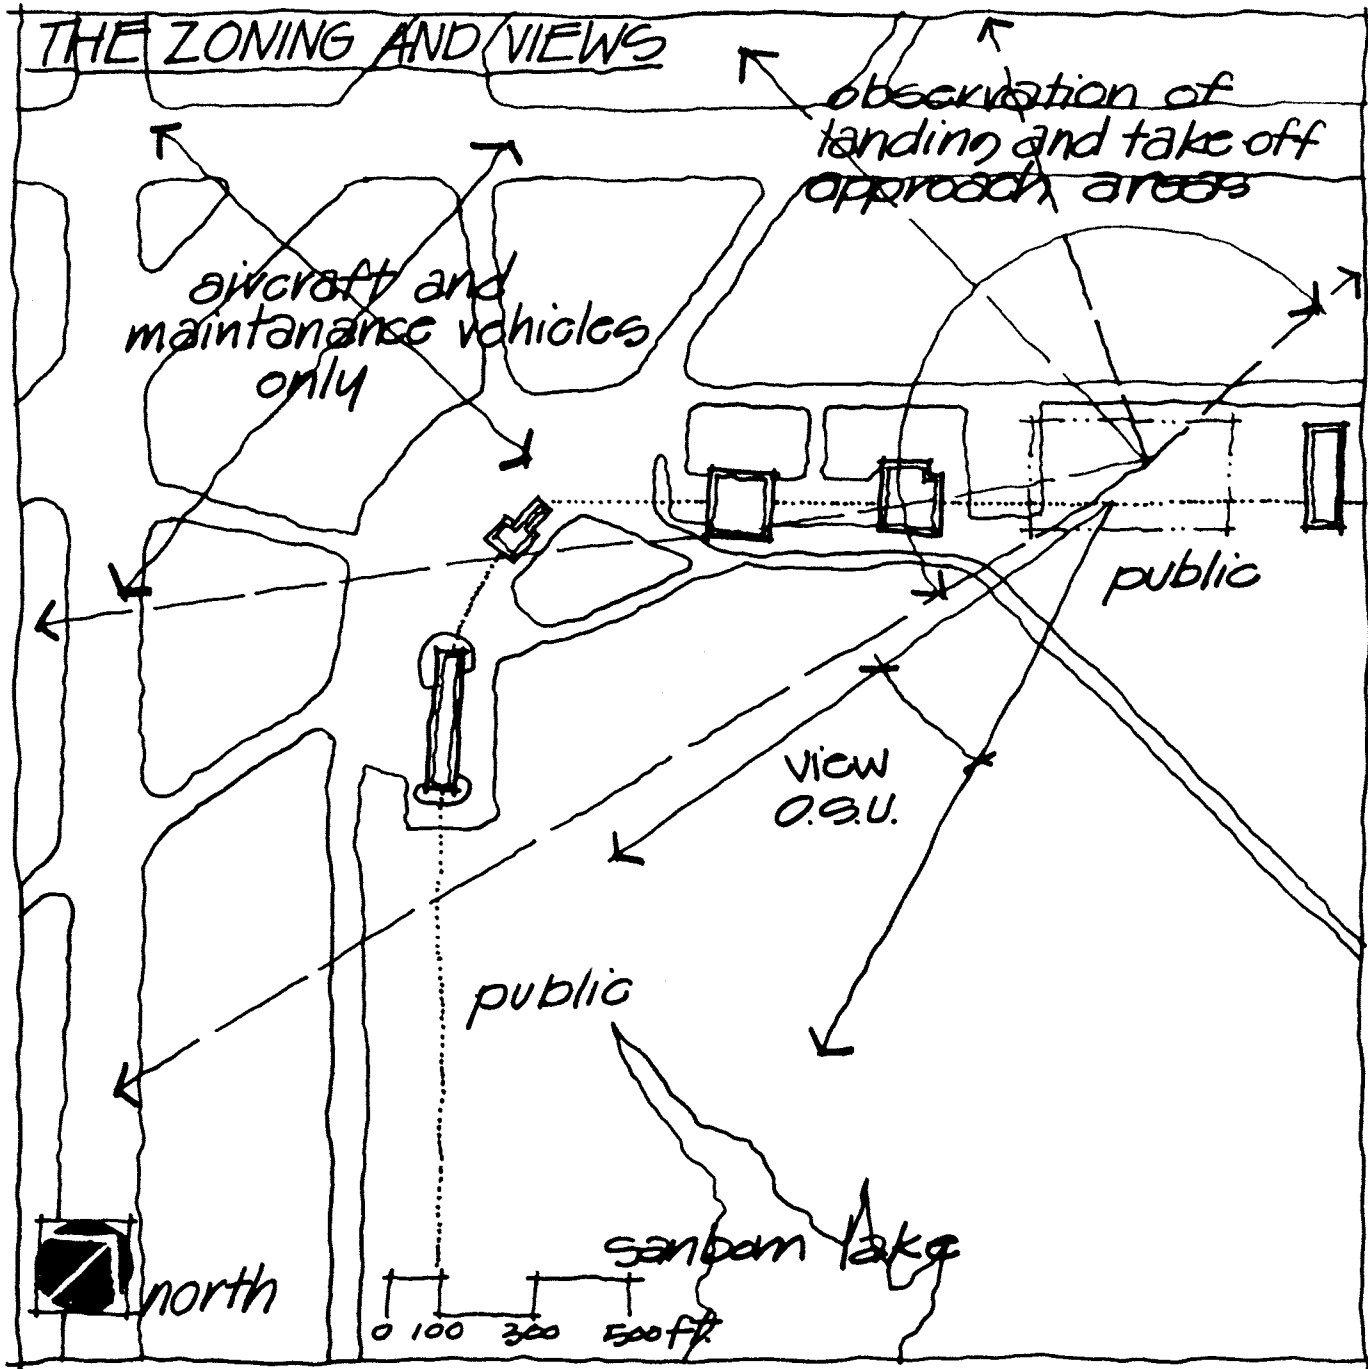 THE ZONING AND VIEWS
observation of
landing and take off
approach areas
aircraft and
maintanance vehicles
only
public
view
O.S.U.
public
sanborn lake
north
0 100 300 500 ft.